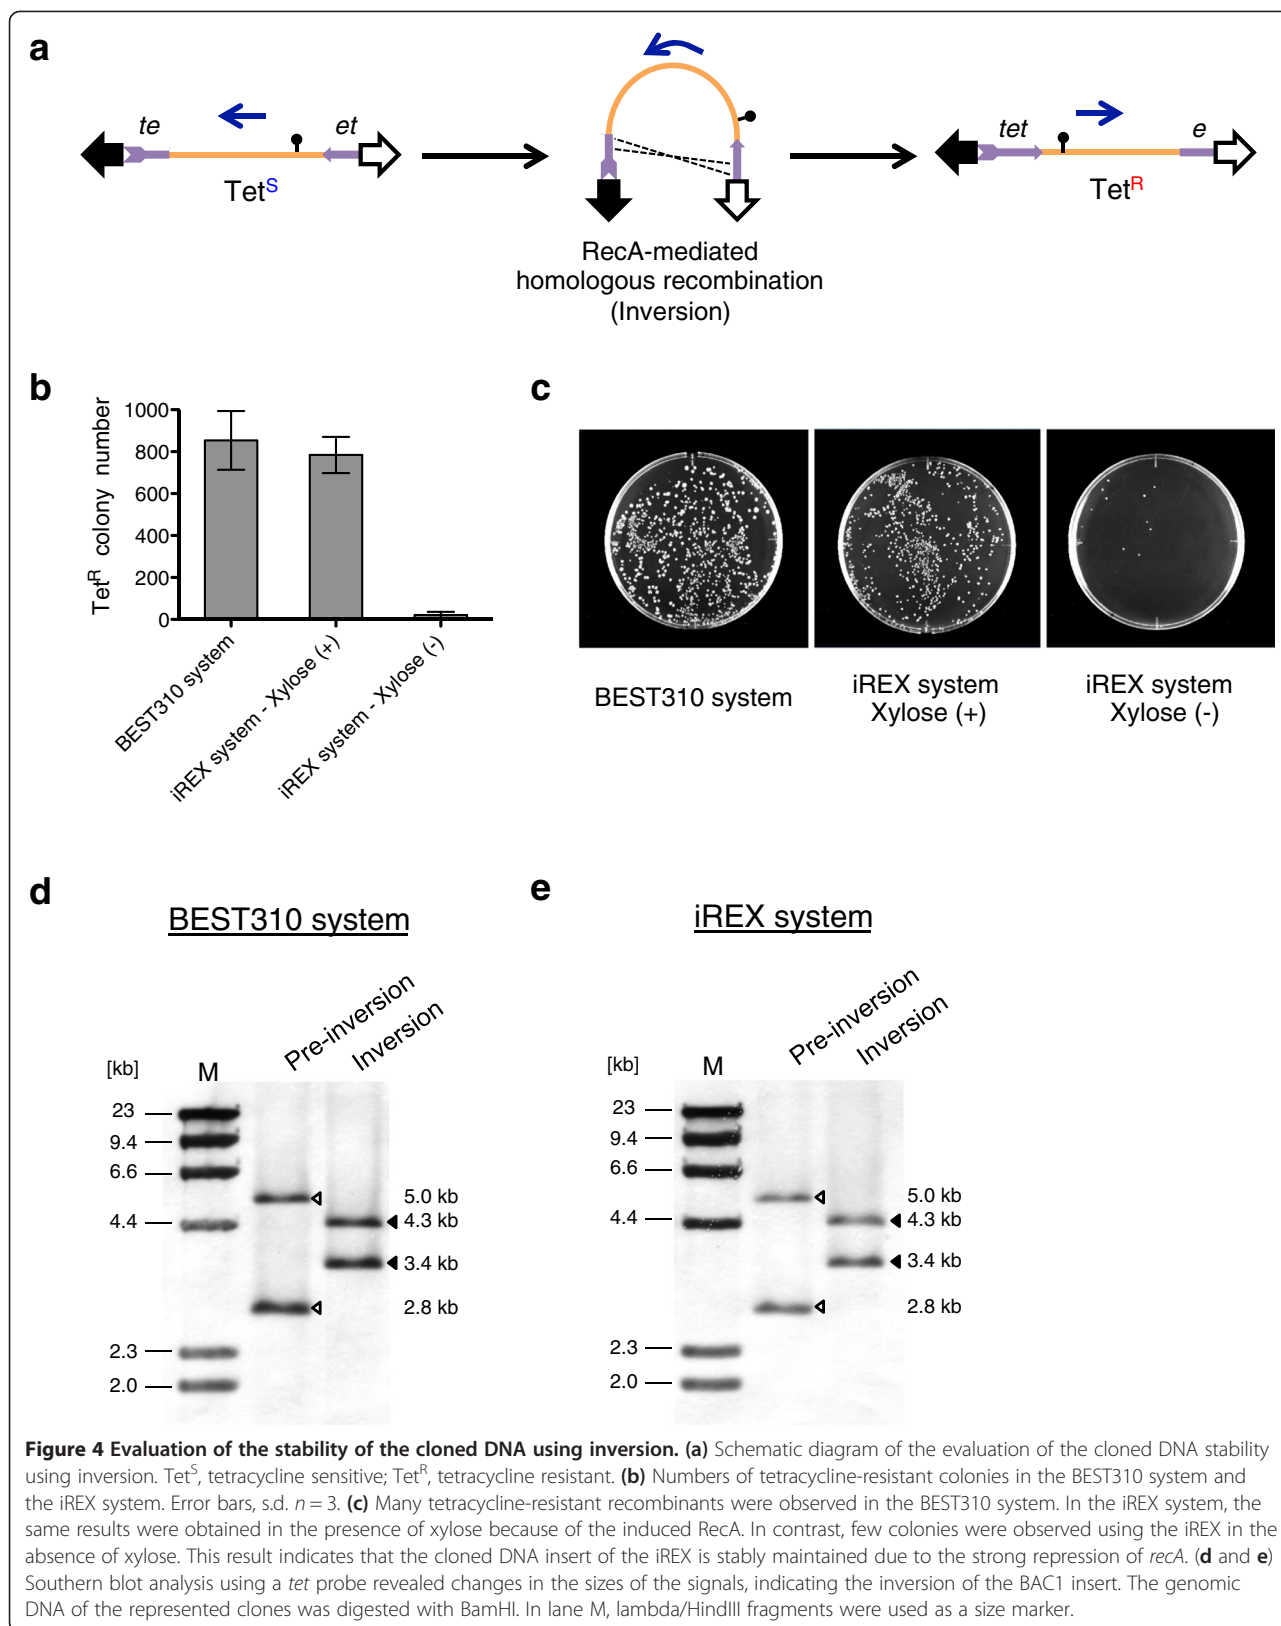 a
te
et
Tet^S
RecA-mediated
homologous recombination
(Inversion)
tet
e
Tet^R
b
Tet^R colony number
1000
800
600
400
200
0
BEST310 system
iREX system - Xylose (+)
iREX system - Xylose (-)
c
BEST310 system
iREX system
Xylose (+)
iREX system
Xylose (-)
d
BEST310 system
[kb]
M
Pre-inversion
Inversion
23
9.4
6.6
4.4
2.3
2.0
5.0 kb
4.3 kb
3.4 kb
2.8 kb
e
iREX system
[kb]
M
Pre-inversion
Inversion
23
9.4
6.6
4.4
2.3
2.0
5.0 kb
4.3 kb
3.4 kb
2.8 kb
Figure 4 Evaluation of the stability of the cloned DNA using inversion. (a) Schematic diagram of the evaluation of the cloned DNA stability
using inversion. Tet^S, tetracycline sensitive; Tet^R, tetracycline resistant. (b) Numbers of tetracycline-resistant colonies in the BEST310 system and
the iREX system. Error bars, s.d. n = 3. (c) Many tetracycline-resistant recombinants were observed in the BEST310 system. In the iREX system, the
same results were obtained in the presence of xylose because of the induced RecA. In contrast, few colonies were observed using the iREX in the
absence of xylose. This result indicates that the cloned DNA insert of the iREX is stably maintained due to the strong repression of recA. (d and e)
Southern blot analysis using a tet probe revealed changes in the sizes of the signals, indicating the inversion of the BAC1 insert. The genomic
DNA of the represented clones was digested with BamHI. In lane M, lambda/HindIII fragments were used as a size marker.